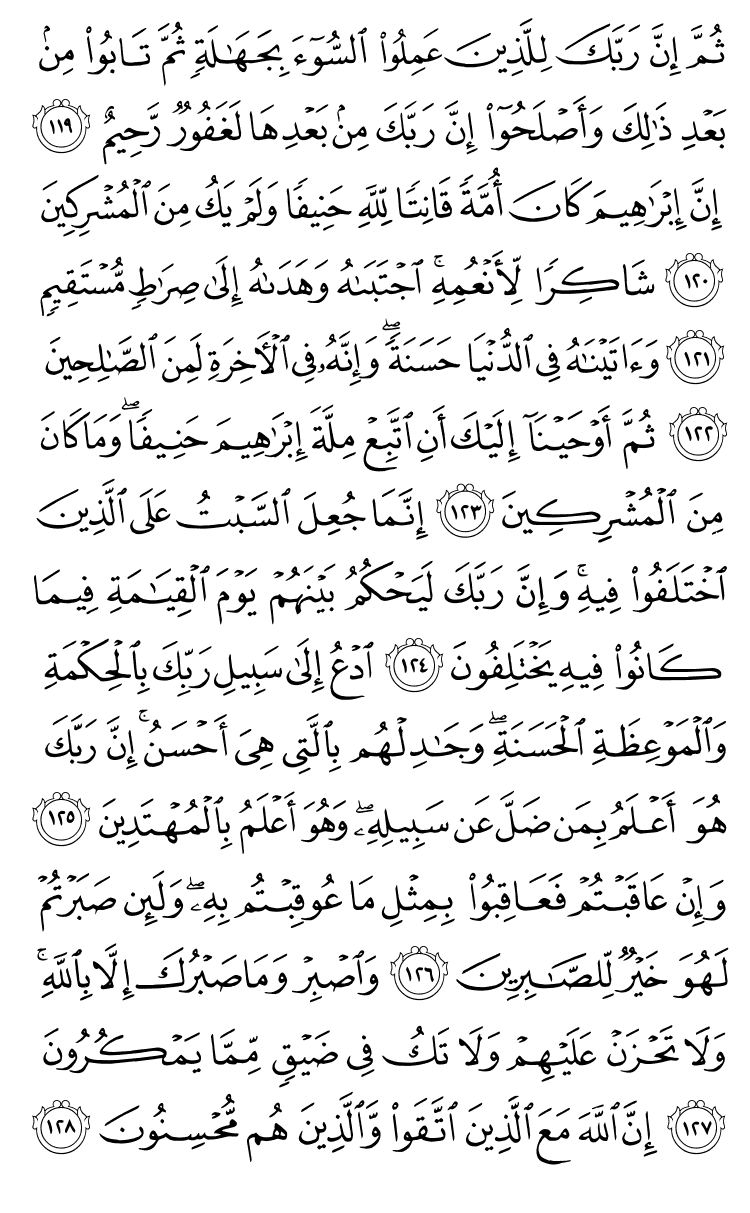 ثُمَّ إِنَّ رَبَّكَ لِلَّذِينَ عَمِلُوا۟ ٱلسُّوٓءَ بِجَهَـٰلَةٍ ثُمَّ تَابُوا۟ مِنۢ
بَعْدِ ذَٰلِكَ وَأَصْلَحُوٓا۟ إِنَّ رَبَّكَ مِنۢ بَعْدِهَا لَغَفُورٌ رَّحِيمٌ ١١٩
إِنَّ إِبْرَٰهِيمَ كَانَ أُمَّةً قَانِتًا لِّلَّهِ حَنِيفًا وَلَمْ يَكُ مِنَ ٱلْمُشْرِكِينَ
١٢٠ شَاكِرًا لِّأَنْعُمِهِ ۚ ٱجْتَبَىٰهُ وَهَدَىٰهُ إِلَىٰ صِرَٰطٍ مُّسْتَقِيمٍ
١٢١ وَءَاتَيْنَـٰهُ فِى ٱلدُّنْيَا حَسَنَةً ۖ وَإِنَّهُۥ فِى ٱلْـَٔاخِرَةِ لَمِنَ ٱلصَّـٰلِحِينَ
١٢٢ ثُمَّ أَوْحَيْنَآ إِلَيْكَ أَنِ ٱتَّبِعْ مِلَّةَ إِبْرَٰهِيمَ حَنِيفًا ۖ وَمَا كَانَ
مِنَ ٱلْمُشْرِكِينَ ١٢٣ إِنَّمَا جُعِلَ ٱلسَّبْتُ عَلَى ٱلَّذِينَ
ٱخْتَلَفُوا۟ فِيهِ ۚ وَإِنَّ رَبَّكَ لَيَحْكُمُ بَيْنَهُمْ يَوْمَ ٱلْقِيَـٰمَةِ فِيمَا
كَانُوا۟ فِيهِ يَخْتَلِفُونَ ١٢٤ ٱدْعُ إِلَىٰ سَبِيلِ رَبِّكَ بِٱلْحِكْمَةِ
وَٱلْمَوْعِظَةِ ٱلْحَسَنَةِ ۖ وَجَـٰدِلْهُم بِٱلَّتِى هِىَ أَحْسَنُ ۚ إِنَّ رَبَّكَ
هُوَ أَعْلَمُ بِمَن ضَلَّ عَن سَبِيلِهِۦ ۖ وَهُوَ أَعْلَمُ بِٱلْمُهْتَدِينَ ١٢٥
وَإِنْ عَاقَبْتُمْ فَعَاقِبُوا۟ بِمِثْلِ مَا عُوقِبْتُم بِهِۦ ۖ وَلَئِن صَبَرْتُمْ
لَهُوَ خَيْرٌ لِّلصَّـٰبِرِينَ ١٢٦ وَٱصْبِرْ وَمَا صَبْرُكَ إِلَّا بِٱللَّهِ ۚ
وَلَا تَحْزَنْ عَلَيْهِمْ وَلَا تَكُ فِى ضَيْقٍ مِّمَّا يَمْكُرُونَ
١٢٧ إِنَّ ٱللَّهَ مَعَ ٱلَّذِينَ ٱتَّقَوا۟ وَّٱلَّذِينَ هُم مُّحْسِنُونَ ١٢٨